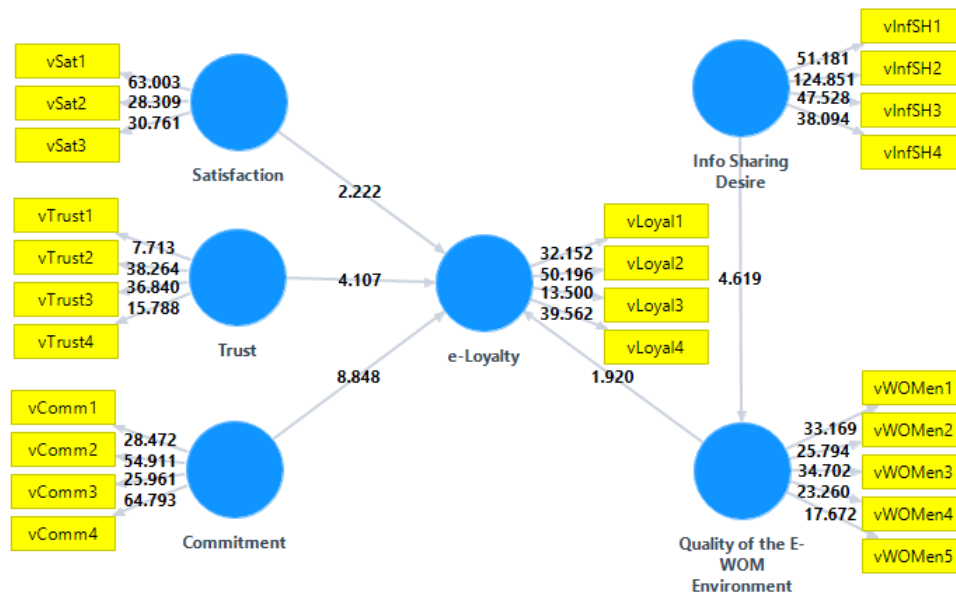 vSat1
63.003
vSat2
28.309
vSat3
30.761
Satisfaction
2.222
vTrust1
7.713
vTrust2
38.264
vTrust3
36.840
vTrust4
15.788
Trust
4.107
vComm1
28.472
vComm2
54.911
vComm3
25.961
vComm4
64.793
Commitment
8.848
e-Loyalty
vLoyal1
32.152
vLoyal2
50.196
vLoyal3
13.500
vLoyal4
39.562
1.920
vInfSH1
51.181
vInfSH2
124.851
vInfSH3
47.528
vInfSH4
38.094
Info Sharing
Desire
4.619
vWOMen1
33.169
vWOMen2
25.794
vWOMen3
34.702
vWOMen4
23.260
vWOMen5
17.672
Quality of the E-
WOM
Environment